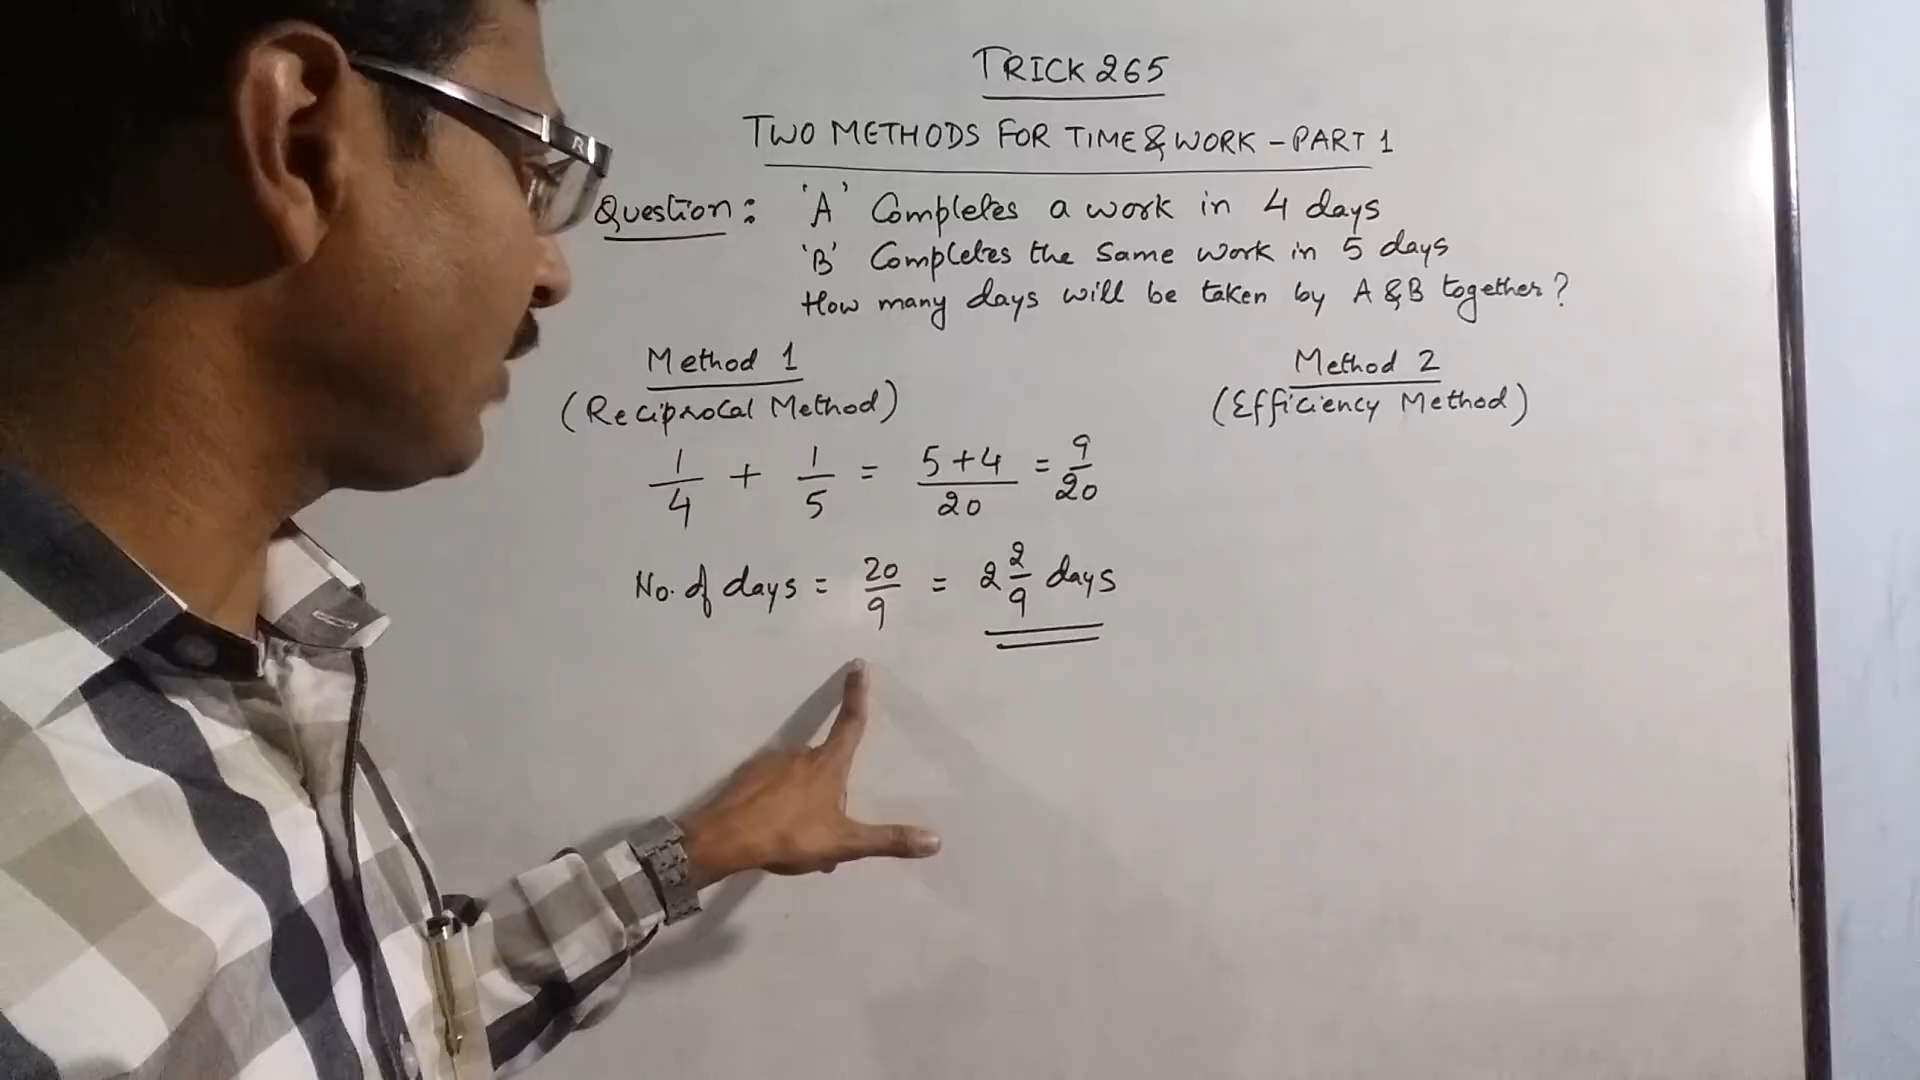 TRICK 265
TWO METHODS FOR TIME & WORK - PART 1
Question: 'A' Completes a work in 4 days
'B' Completes the same work in 5 days
How many days will be taken by A & B together?
Method 1
(Reciprocal Method)
1/4 + 1/5 = 5+4/20 = 9/20
No. of days = 20/9 = 2 2/9 days
Method 2
(Efficiency Method)